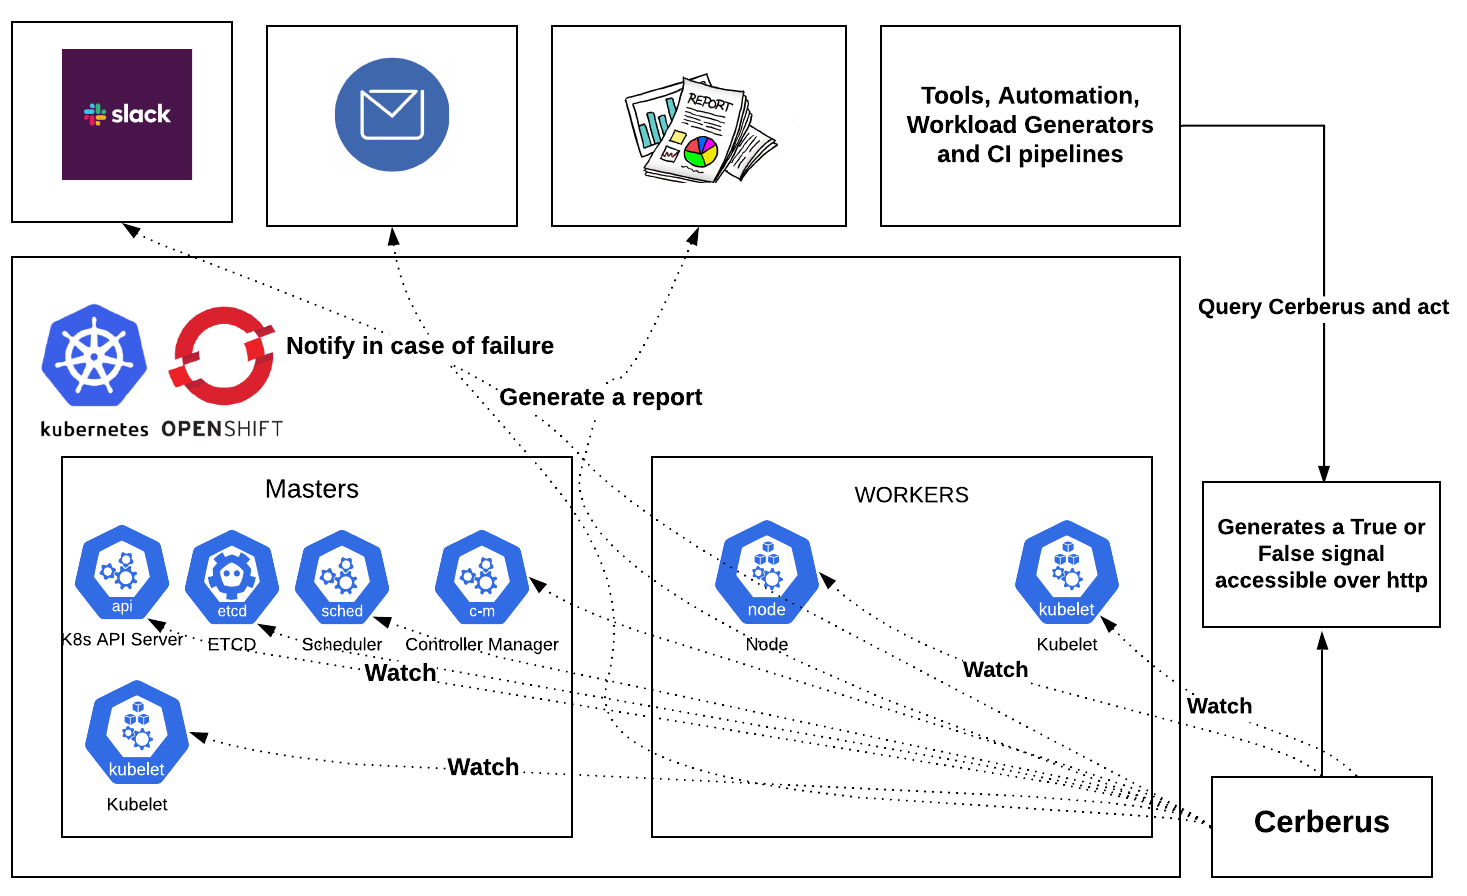 slack
REPORT
Tools, Automation,
Workload Generators
and CI pipelines
Query Cerberus and act
Notify in case of failure
Generate a report
kubernetes
OPENSHIFT
Masters
WORKERS
api
etcd
sched
c-m
node
kubelet
K8s API Server
ETCD
Scheduler
Controller Manager
Node
Kubelet
Watch
Watch
Watch
kubelet
Watch
Kubelet
Generates a True or
False signal
accessible over http
Cerberus